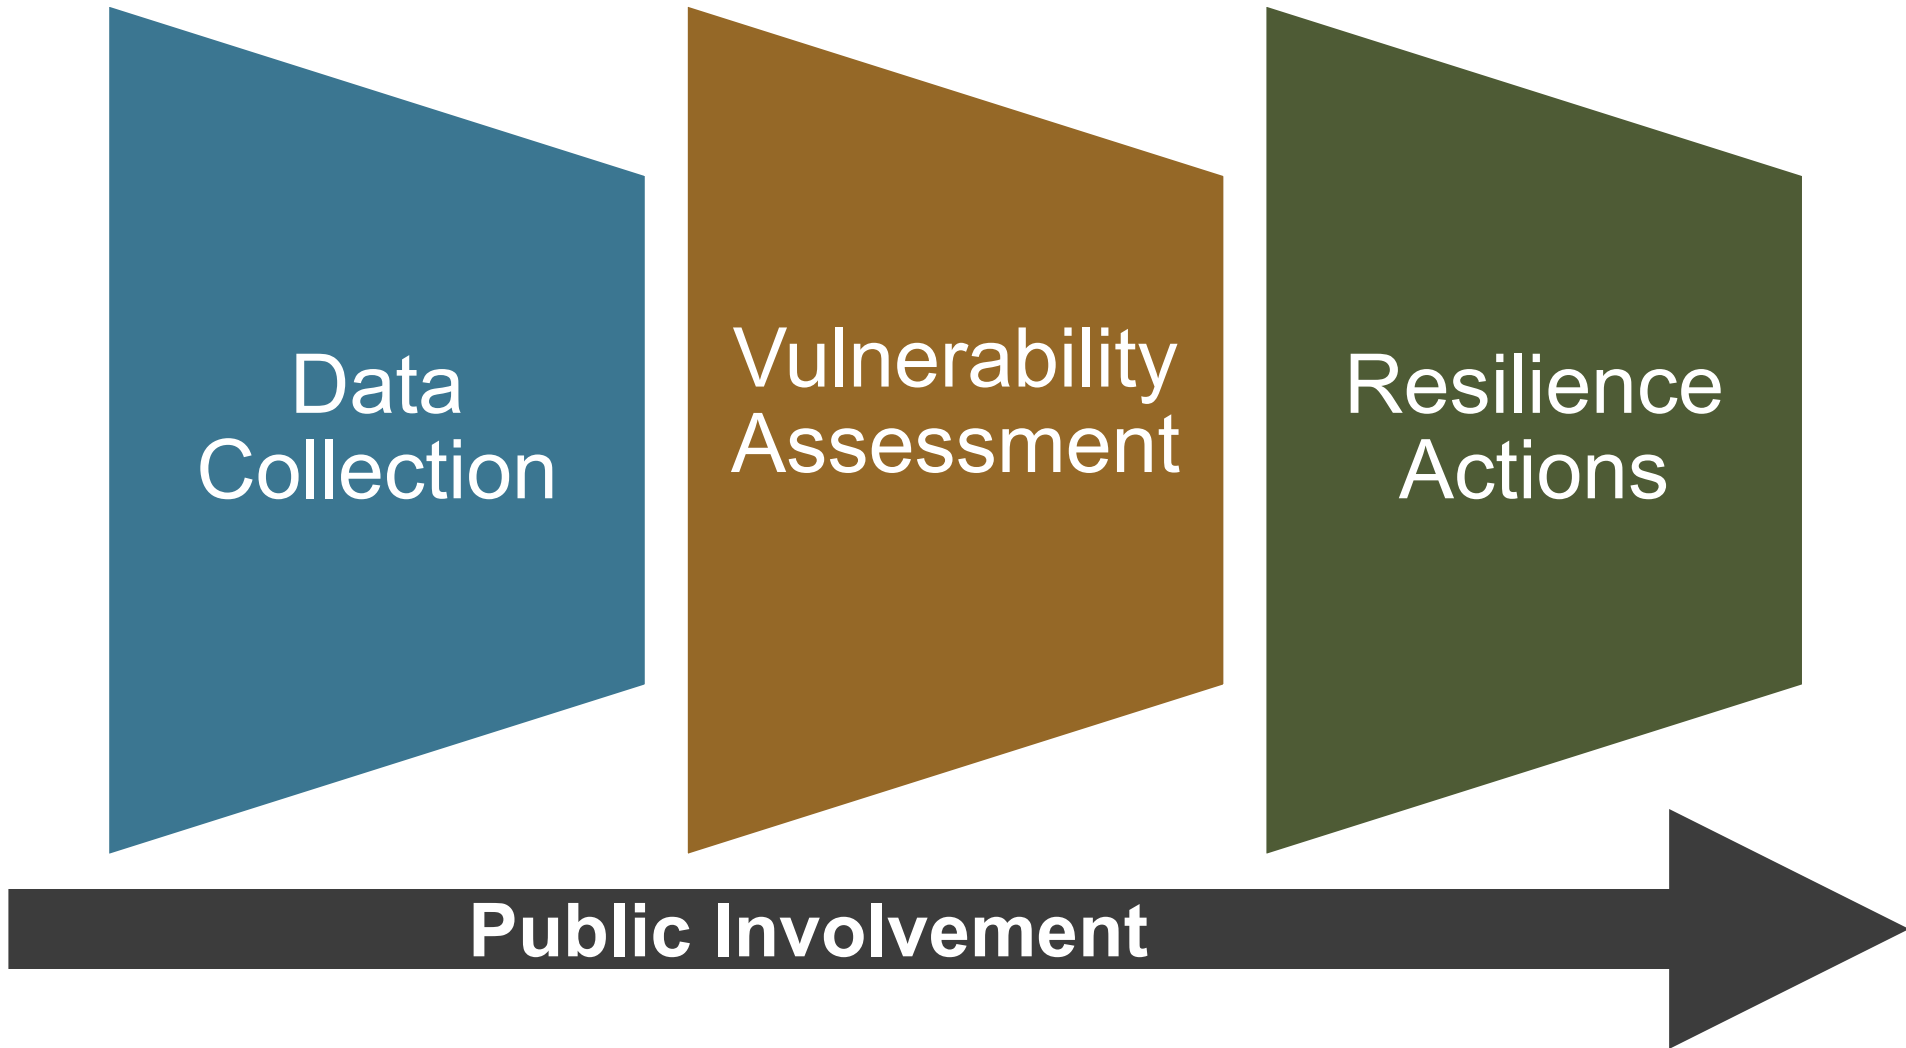 Data
Collection
Vulnerability
Assessment
Resilience
Actions
Public Involvement